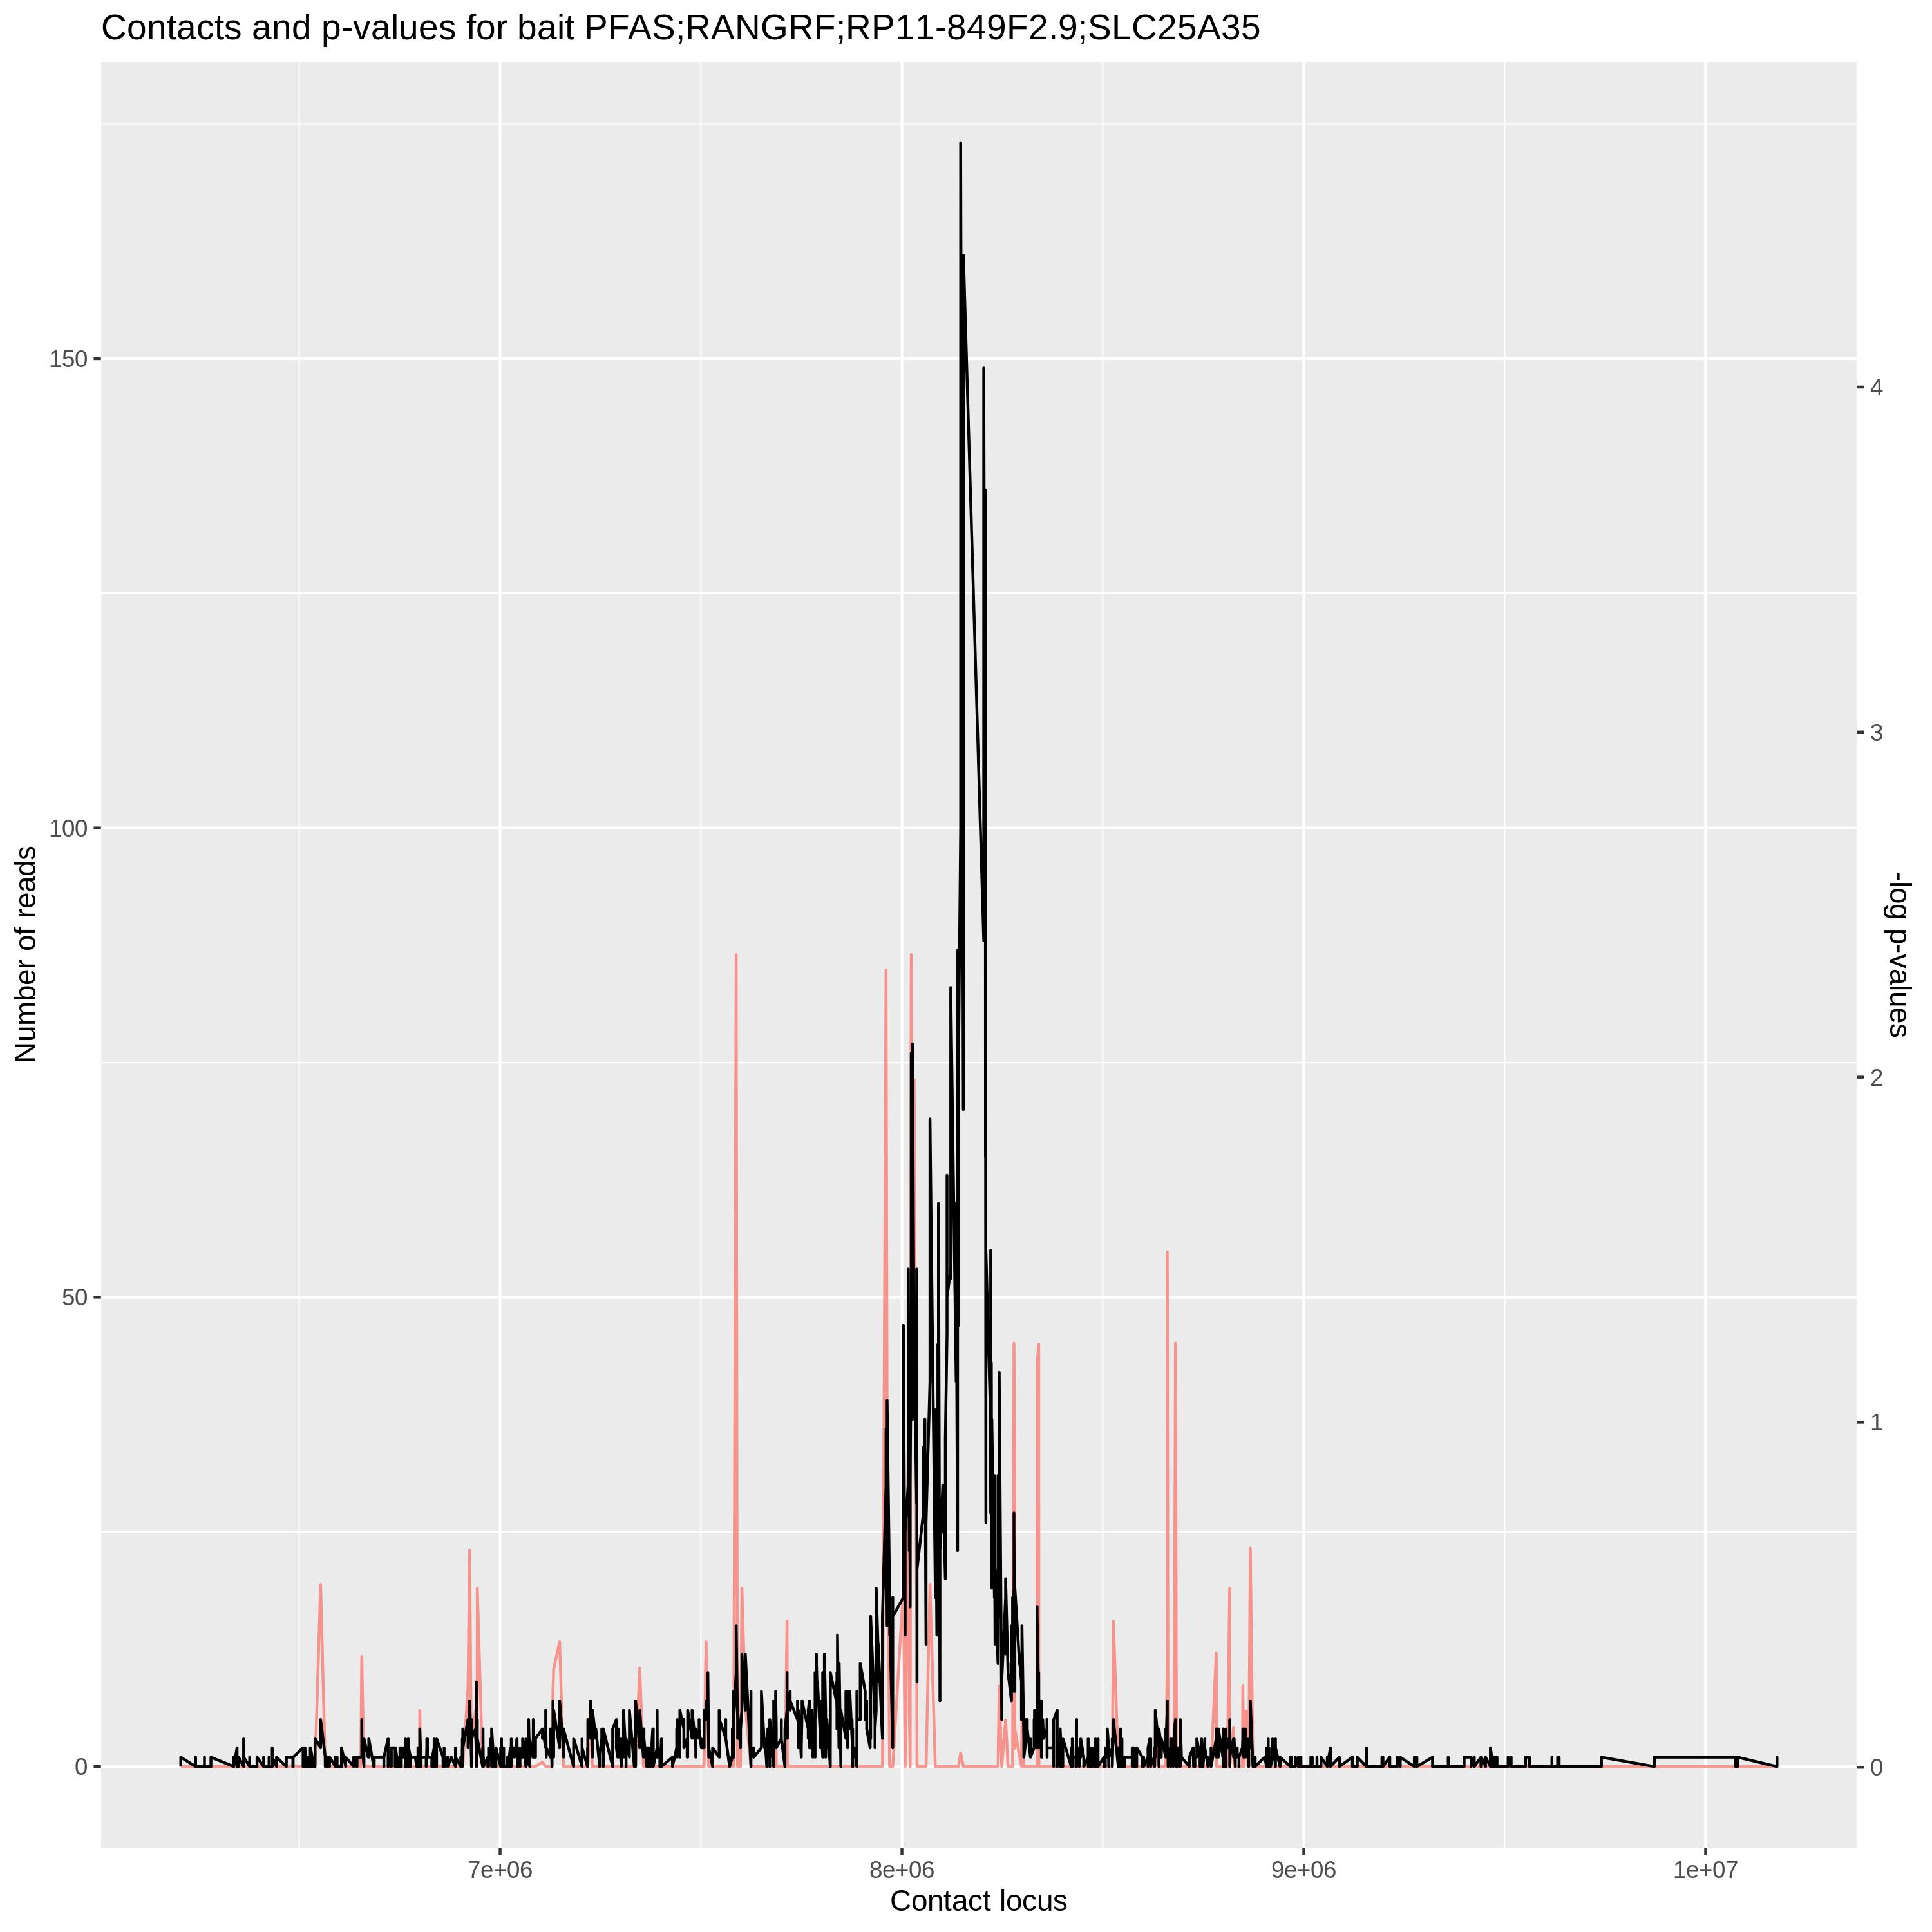 Contacts and p-values for bait PFAS;RANGRF;RP11-849F2.9;SLC25A35
150
100
50
0
Number of reads
4
3
2
1
0
-log p-values
7e+06
8e+06
9e+06
1e+07
Contact locus